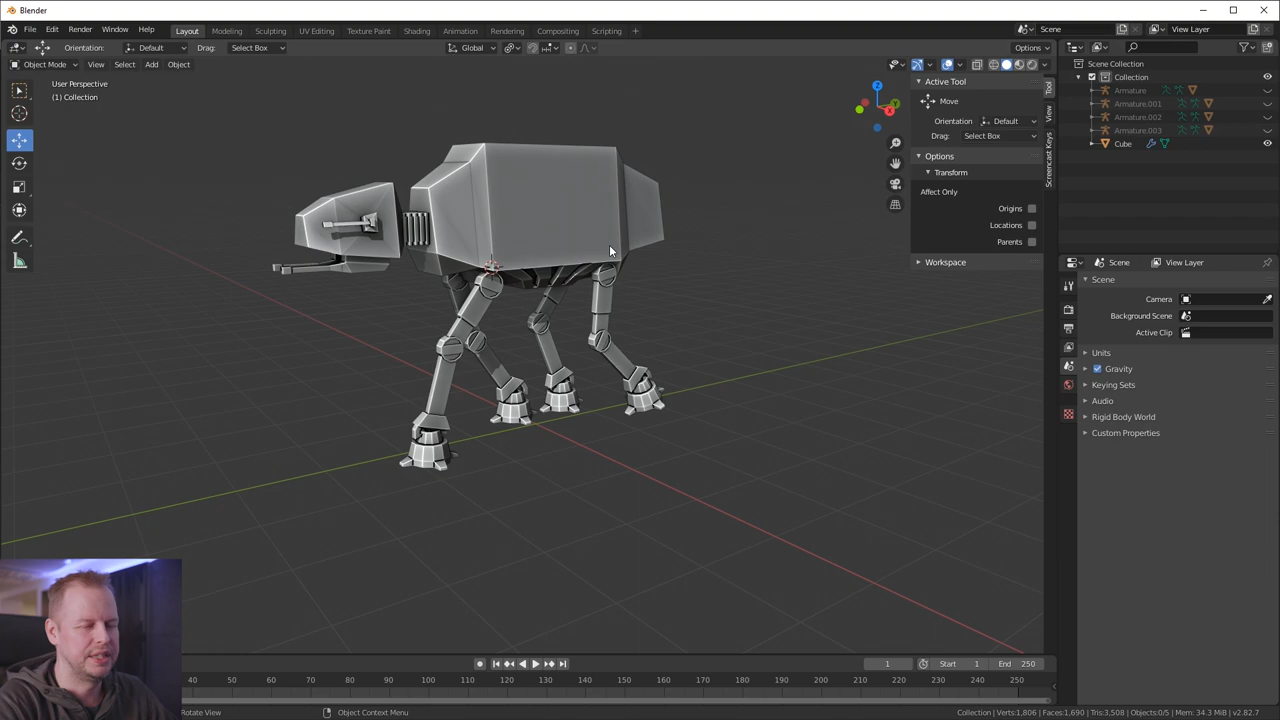 Blender
File Edit Render Window Help Layout Modeling Sculpting UV Editing Texture Paint Shading Animation Rendering Compositing Scripting + Scene View Layer
Orientation: Default Drag: Select Box Global Options
Object Mode View Select Add Object
User Perspective
(1) Collection
Z
Y
X
Active Tool
Move
Orientation Default
Drag: Select Box
Options
Transform
Affect Only
Origins
Locations
Parents
Workspace
Tool
View
Screencast Keys
Scene Collection
Collection
Armature
Armature.001
Armature.002
Armature.003
Cube
Scene View Layer
Scene
Camera
Background Scene
Active Clip
Units
Gravity
Keying Sets
Audio
Rigid Body World
Custom Properties
1 Start 1 End 250
40 50 60 70 80 90 100 110 120 130 140 150 160 170 180 190 200 210 220 230 240 250
Rotate View Object Context Menu Collection | Verts:1,806 | Faces:1,690 | Tris:3,508 | Objects:0/5 | Mem: 34.3 MiB | v2.82.7